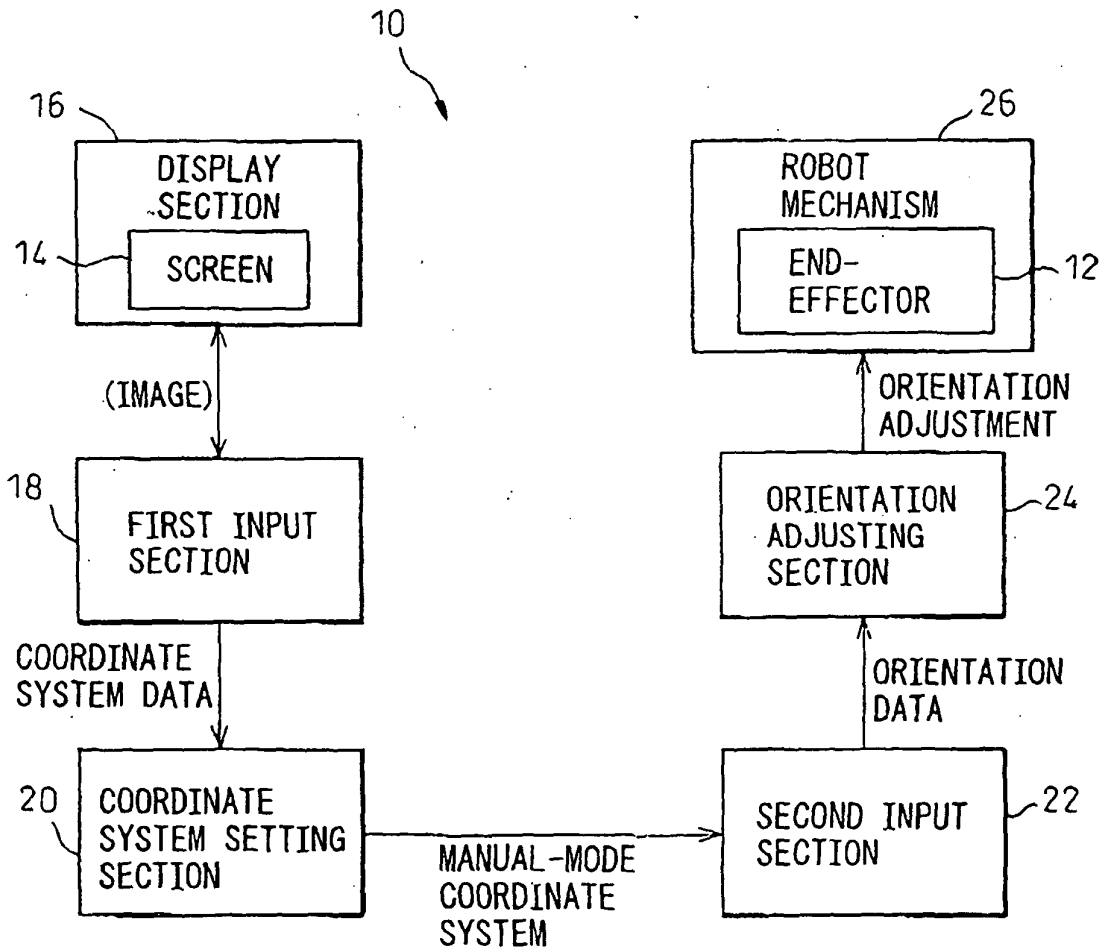 10
16
DISPLAY
SECTION
14
SCREEN
(IMAGE)
18
FIRST INPUT
SECTION
COORDINATE
SYSTEM DATA
20
COORDINATE
SYSTEM SETTING
SECTION
MANUAL-MODE
COORDINATE
SYSTEM
26
ROBOT
MECHANISM
END-
EFFECTOR
12
ORIENTATION
ADJUSTMENT
ORIENTATION
ADJUSTING
SECTION
24
ORIENTATION
DATA
SECOND INPUT
SECTION
22